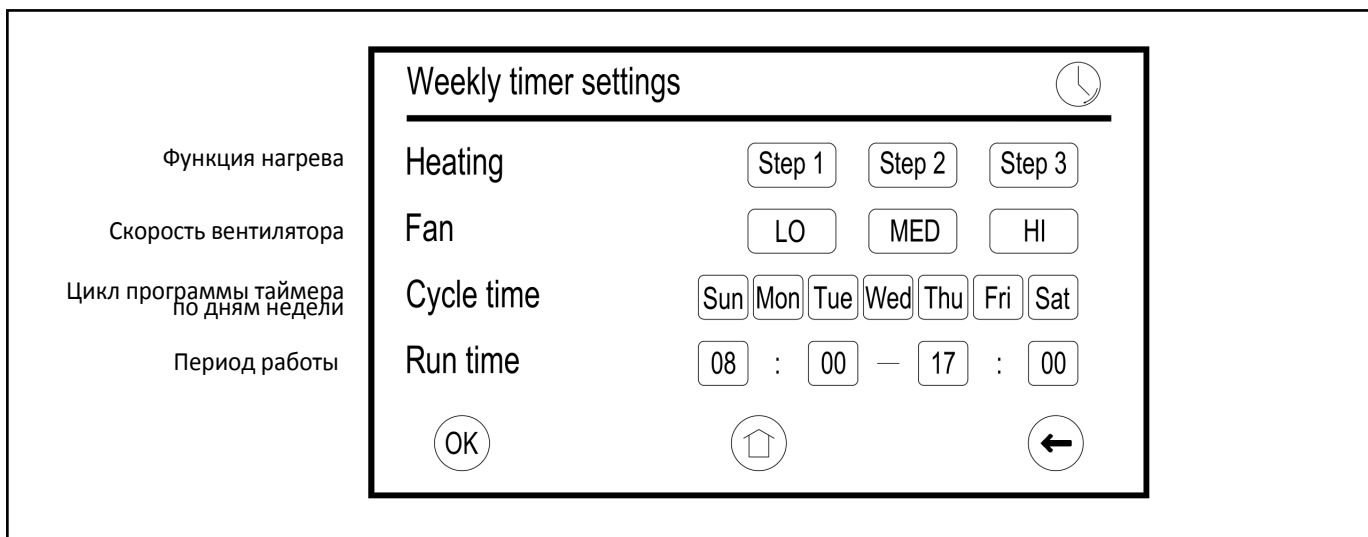 Weekly timer settings
Функция нагрева Heating Step 1 Step 2 Step 3
Скорость вентилятора Fan LO MED HI
Цикл программы таймера
по дням недели Cycle time Sun Mon Tue Wed Thu Fri Sat
Период работы Run time 08 : 00 — 17 : 00
OK